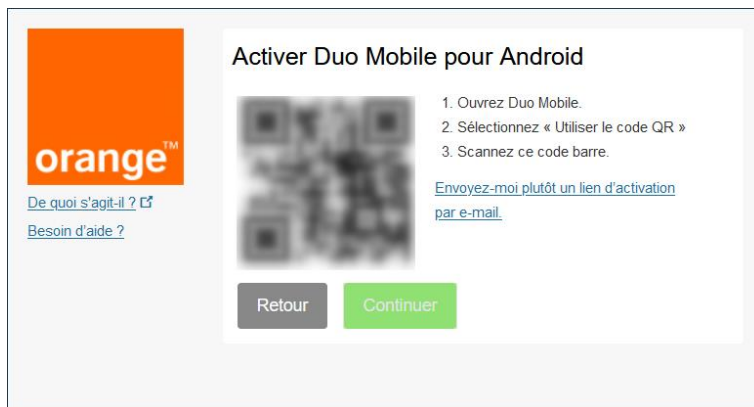 orange™
De quoi s'agit-il ?
Besoin d'aide ?
Activer Duo Mobile pour Android
1. Ouvrez Duo Mobile.
2. Sélectionnez « Utiliser le code QR »
3. Scannez ce code barre.
Envoyez-moi plutôt un lien d'activation
par e-mail.
Retour
Continuer